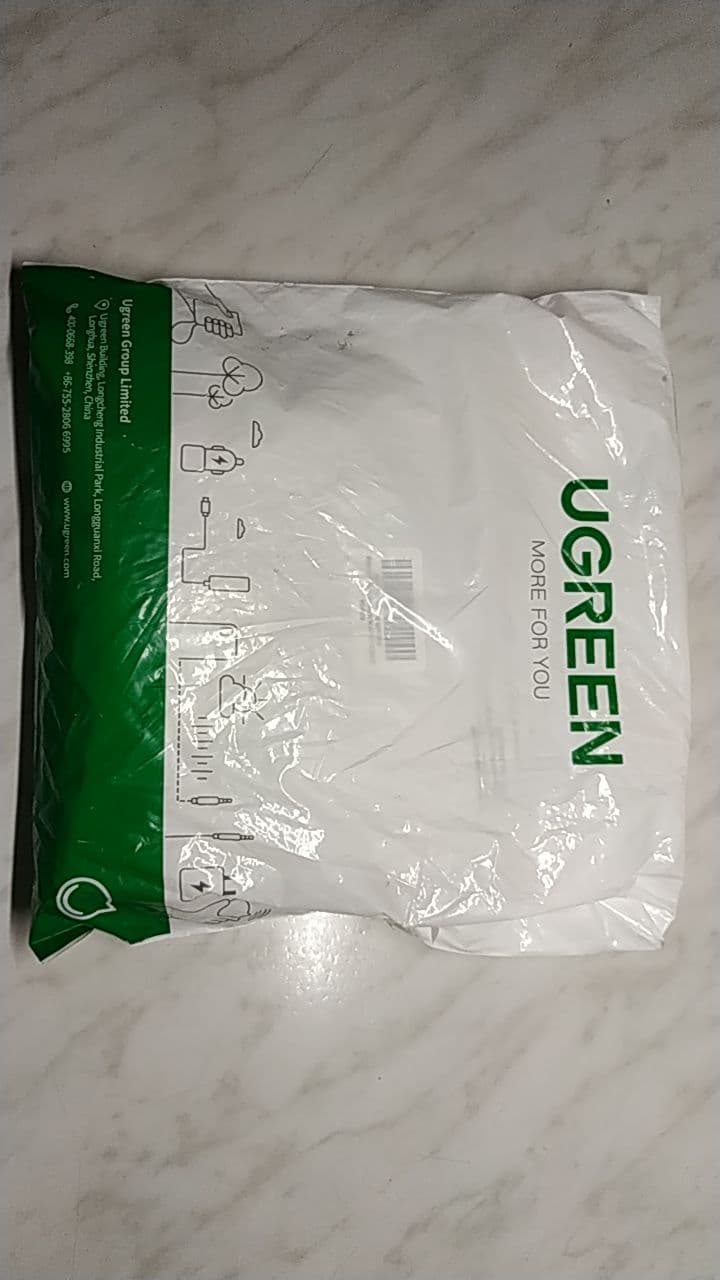 UGREEN
MORE FOR YOU
Ugreen Group Limited
Ugreen Building, Longcheng Industrial Park, Longguanxi Road,
Longhua, Shenzhen, China
400-0668-398 +86-755-2806 6995 www.ugreen.com